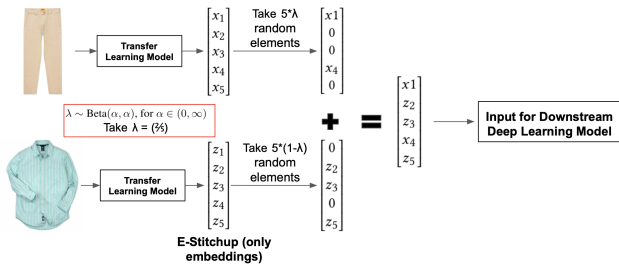 Transfer
Learning Model
x₁
x₂
x₃
x₄
x₅
Take 5*λ
random
elements
x1
0
0
x₄
0
λ ∼ Beta(α, α), for α ∈ (0, ∞)
Take λ = (⅖)
+
=
x1
z₂
z₃
x₄
z₅
Input for Downstream
Deep Learning Model
Transfer
Learning Model
z₁
z₂
z₃
z₄
z₅
Take 5*(1-λ)
random
elements
0
z₂
z₃
0
z₅
E-Stitchup (only
embeddings)